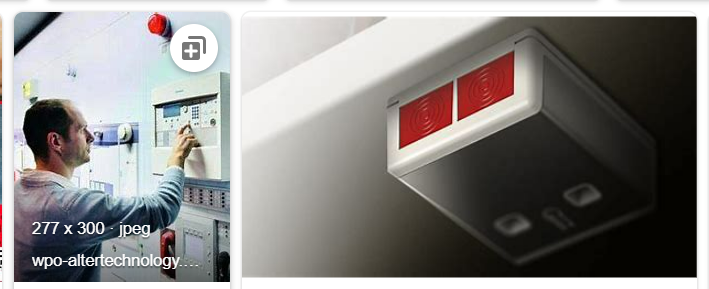 277 x 300 · jpeg
wpo-altertechnology....